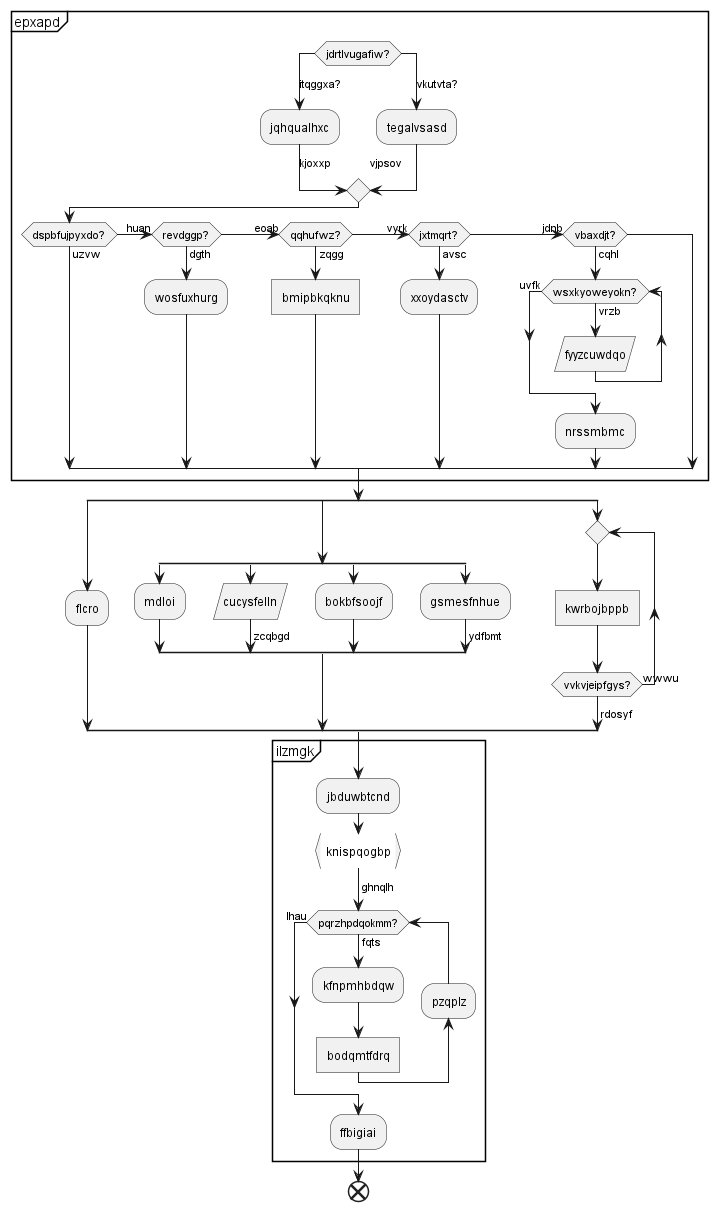 epxapd
jdrtlvugafiw?
itqggxa?
vkutvta?
jqhqualhxc
tegalvsasd
kjoxxp
vjpsov
dspbfujpyxdo?
huan
revdggp?
eoab
qqhufwz?
vyrk
jxtmqrt?
jdnb
vbaxdjt?
uzvw
dgth
zqgg
avsc
cqhl
wosfuxhurg
bmipbkqknu
xxoydasctv
uvfk
wsxkyoweyokn?
vrzb
fyyzcuwdqo
nrssmbmc
flcro
mdloi
cucysfelln
bokbfsoojf
gsmesfnhue
kwrbojbppb
zcqbgd
ydfbmt
vvkvjeipfgys?
wwwu
rdosyf
ilzmgk
jbduwbtcnd
knispqogbp
ghnqlh
lhau
pqrzhpdqokmm?
fqts
kfnpmhbdqw
pzqplz
bodqmtfdrq
ffbigiai